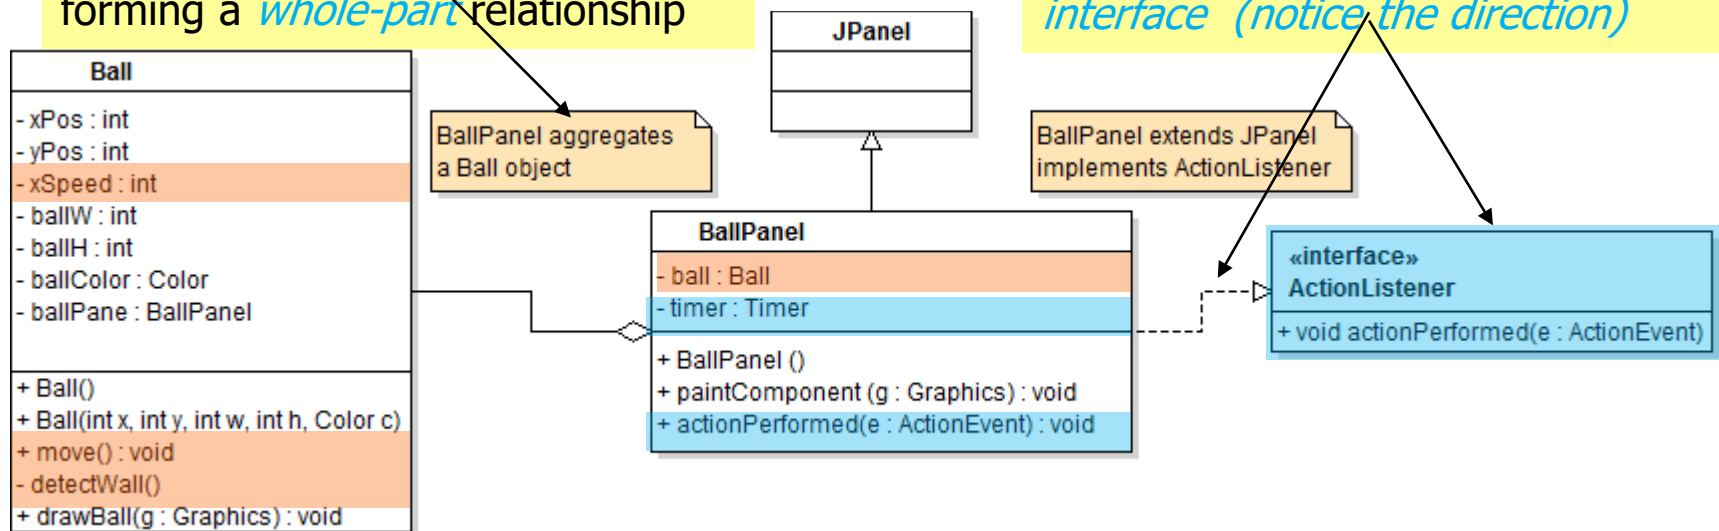 forming a whole-part relationship
interface (notice the direction)
JPanel
Ball
- xPos : int
- yPos : int
- xSpeed : int
- ballW : int
- ballH : int
- ballColor : Color
- ballPane : BallPanel
+ Ball()
+ Ball(int x, int y, int w, int h, Color c)
+ move() : void
- detectWall()
+ drawBall(g : Graphics) : void
BallPanel aggregates
a Ball object
BallPanel extends JPanel
implements ActionListener
BallPanel
- ball : Ball
- timer : Timer
+ BallPanel ()
+ paintComponent (g : Graphics) : void
+ actionPerformed(e : ActionEvent) : void
«interface»
ActionListener
+ void actionPerformed(e : ActionEvent)